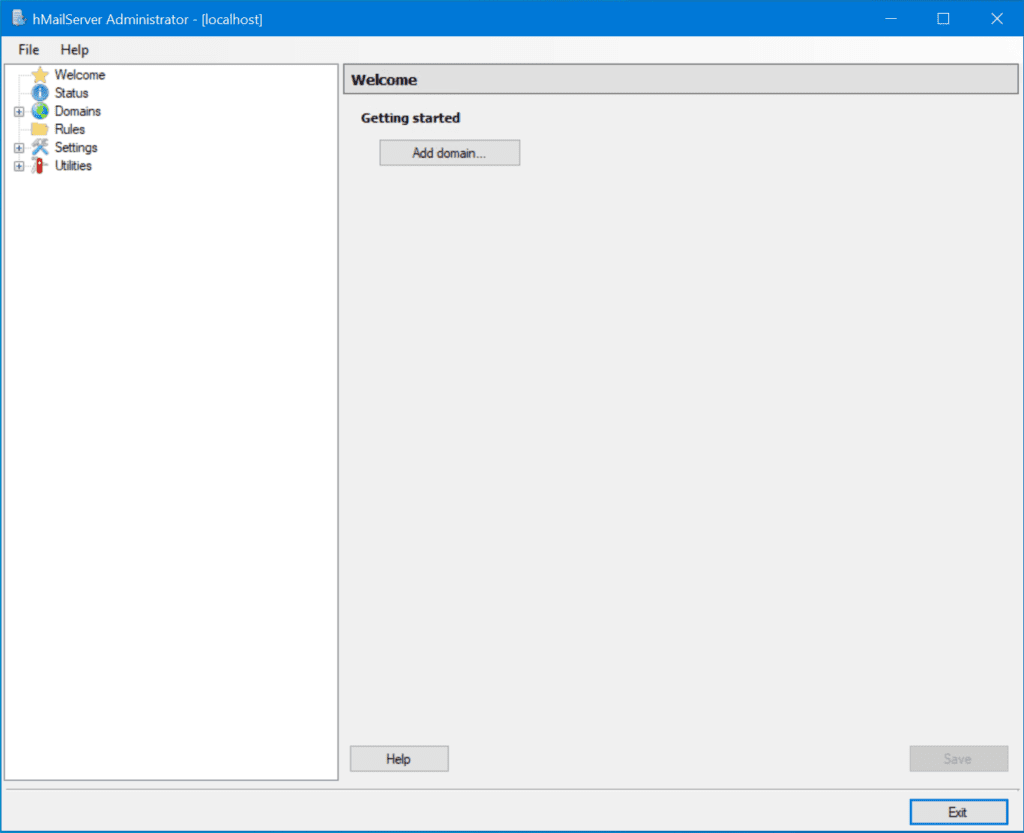 hMailServer Administrator - [localhost]
File Help
Welcome
Status
Domains
Rules
Settings
Utilities
Welcome
Getting started
Add domain...
Help
Save
Exit